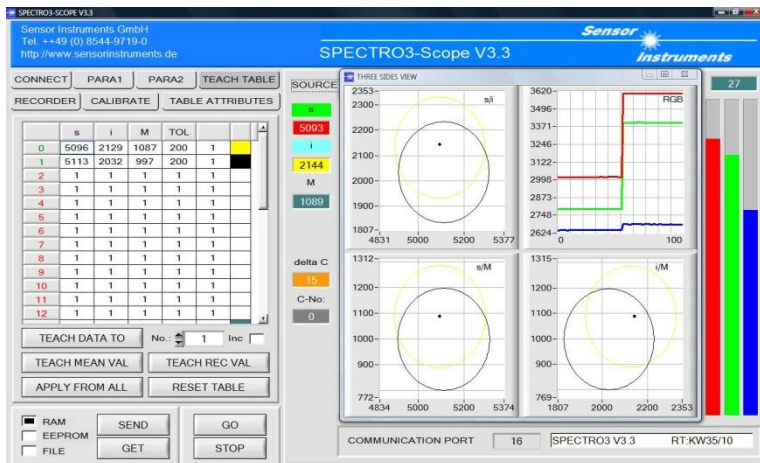 SPECTRO3-SCOPE V3.3
Sensor Instruments GmbH
Tel. ++49 (0) 8544-9719-0
http://www.sensorinstruments.de
SPECTRO3-Scope V3.3
Sensor
Instruments
CONNECT PARA1 PARA2 TEACH TABLE
RECORDER CALIBRATE TABLE ATTRIBUTES
s i M TOL
0 5096 2129 1087 200 1
1 5113 2032 997 200 1
2 1 1 1 1 1
3 1 1 1 1 1
4 1 1 1 1 1
5 1 1 1 1 1
6 1 1 1 1 1
7 1 1 1 1 1
8 1 1 1 1 1
9 1 1 1 1 1
10 1 1 1 1 1
11 1 1 1 1 1
12 1 1 1 1 1
TEACH DATA TO No.: 1 Inc
TEACH MEAN VAL TEACH REC VAL
APPLY FROM ALL RESET TABLE
RAM
EEPROM
FILE
SEND
GET
GO
STOP
SOURCE
s
5093
i
2144
M
1089
delta C
15
C-No:
0
THREE SIDES VIEW
27
s/i
2353
2300
2200
2100
2000
1900
1807
4831 5000 5200 5377
RGB
3620
3496
3371
3246
3122
2998
2873
2748
2624
0 100
s/M
1312
1200
1100
1000
900
772
4834 5000 5200 5374
i/M
1315
1200
1000
900
769
1807 2000 2200 2353
COMMUNICATION PORT 16 SPECTRO3 V3.3 RT:KW35/10